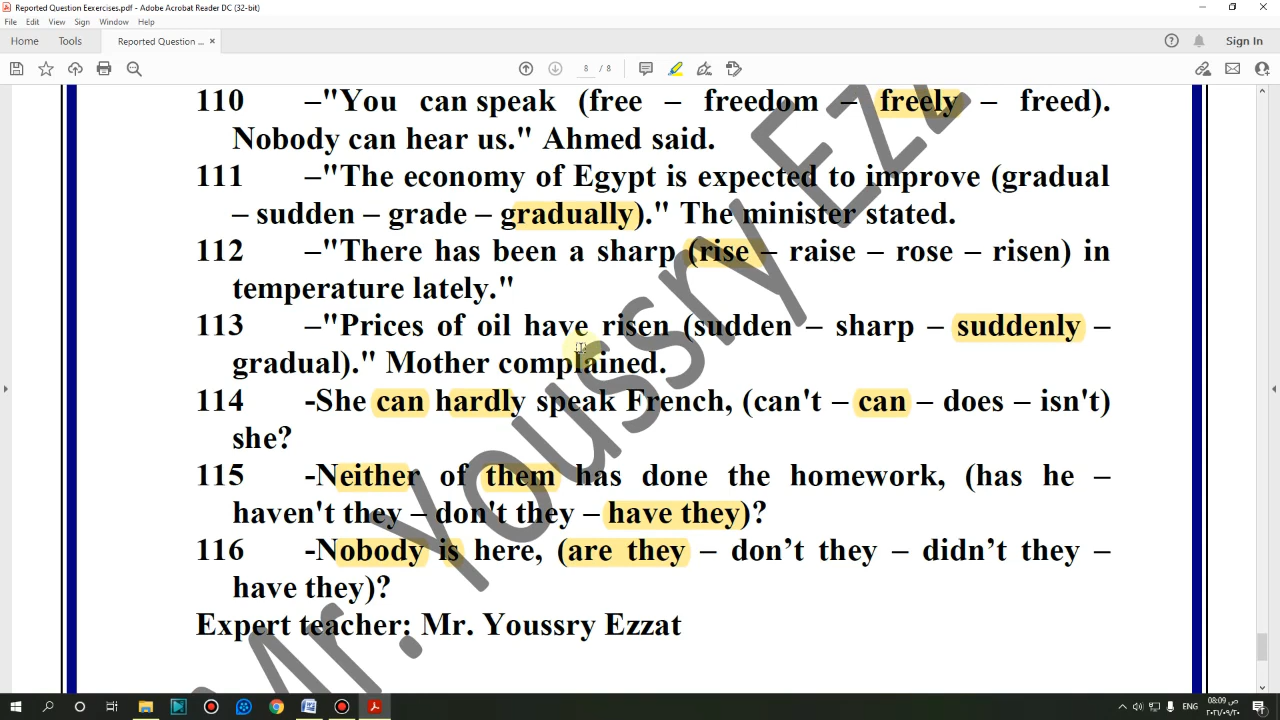 Reported Question Eexercises.pdf - Adobe Acrobat Reader DC (32-bit)
File Edit View Sign Window Help
Home Tools Reported Question ... × Sign In
8 / 8
110 –"You can speak (free – freedom – freely – freed).
Nobody can hear us." Ahmed said.
111 –"The economy of Egypt is expected to improve (gradual
– sudden – grade – gradually)." The minister stated.
112 –"There has been a sharp (rise – raise – rose – risen) in
temperature lately."
113 –"Prices of oil have risen (sudden – sharp – suddenly –
gradual)." Mother complained.
114 -She can hardly speak French, (can't – can – does – isn't)
she?
115 -Neither of them has done the homework, (has he –
haven't they – don't they – have they)?
116 -Nobody is here, (are they – don’t they – didn’t they –
have they)?
Expert teacher: Mr. Youssry Ezzat
Mr. Youssry Ezz
ENG
08:09 ص
٢٠٢١/٠٩/٢٠